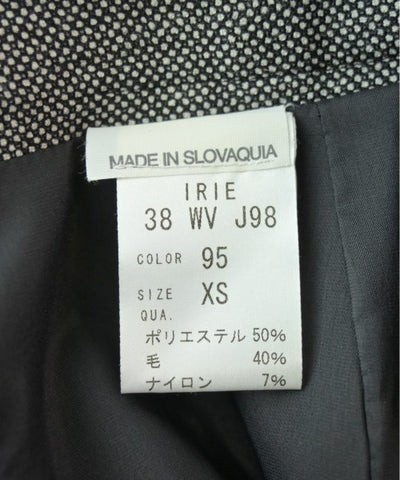 MADE IN SLOVAQUIA
IRIE
38 WV J98
COLOR 95
SIZE XS
QUA.
ポリエステル 50%
毛 40%
ナイロン 7%